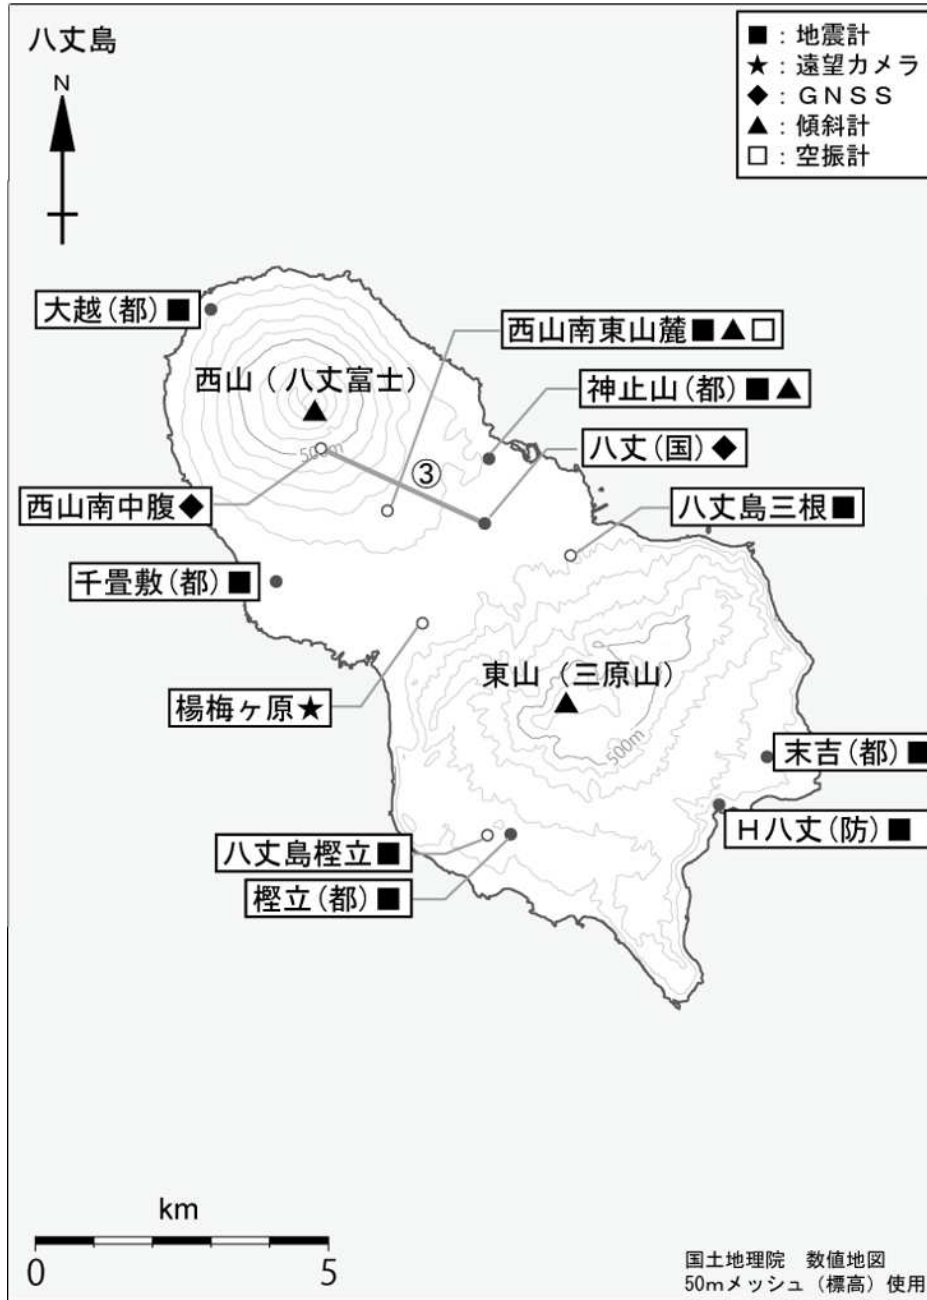 八丈島
■：地震計
★：遠望カメラ
◆：ＧＮＳＳ
▲：傾斜計
□：空振計
N
大越(都)■
西山南東山麓■▲□
西山（八丈富士）
神止山(都)■▲
500m
③
八丈(国)◆
西山南中腹◆
八丈島三根■
千畳敷(都)■
東山（三原山）
楊梅ヶ原★
500m
末吉(都)■
Ｈ八丈(防)■
八丈島樫立■
樫立(都)■
km
0 5
国土地理院　数値地図
50mメッシュ（標高）使用